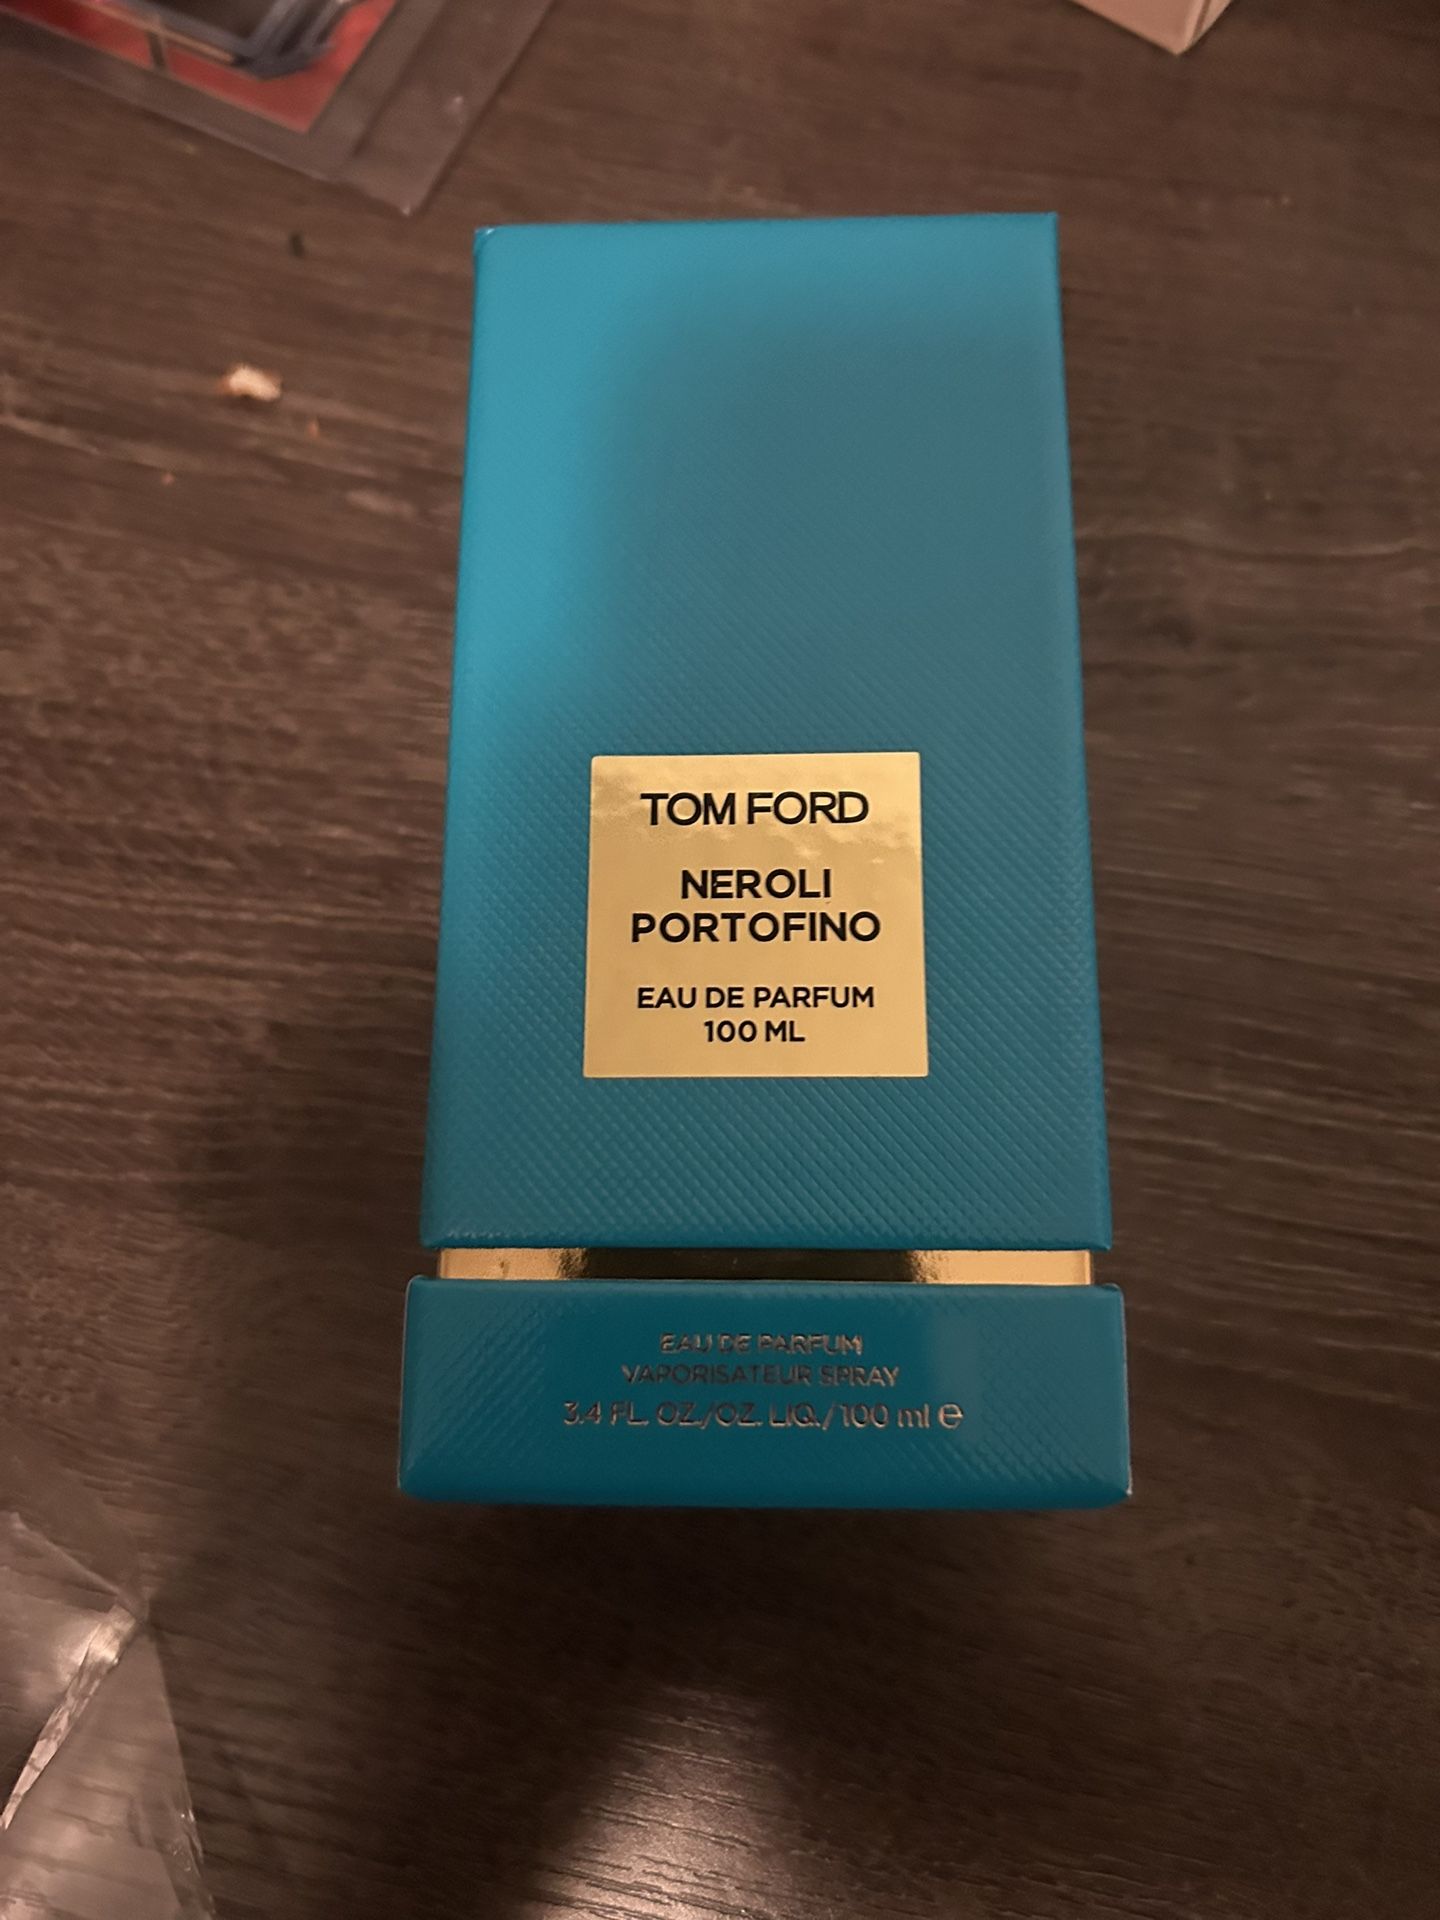 TOM FORD
NEROLI
PORTOFINO
EAU DE PARFUM
100 ML
EAU DE PARFUM
VAPORISATEUR SPRAY
3.4 FL. OZ./OZ. LIQ./100 ml ℮